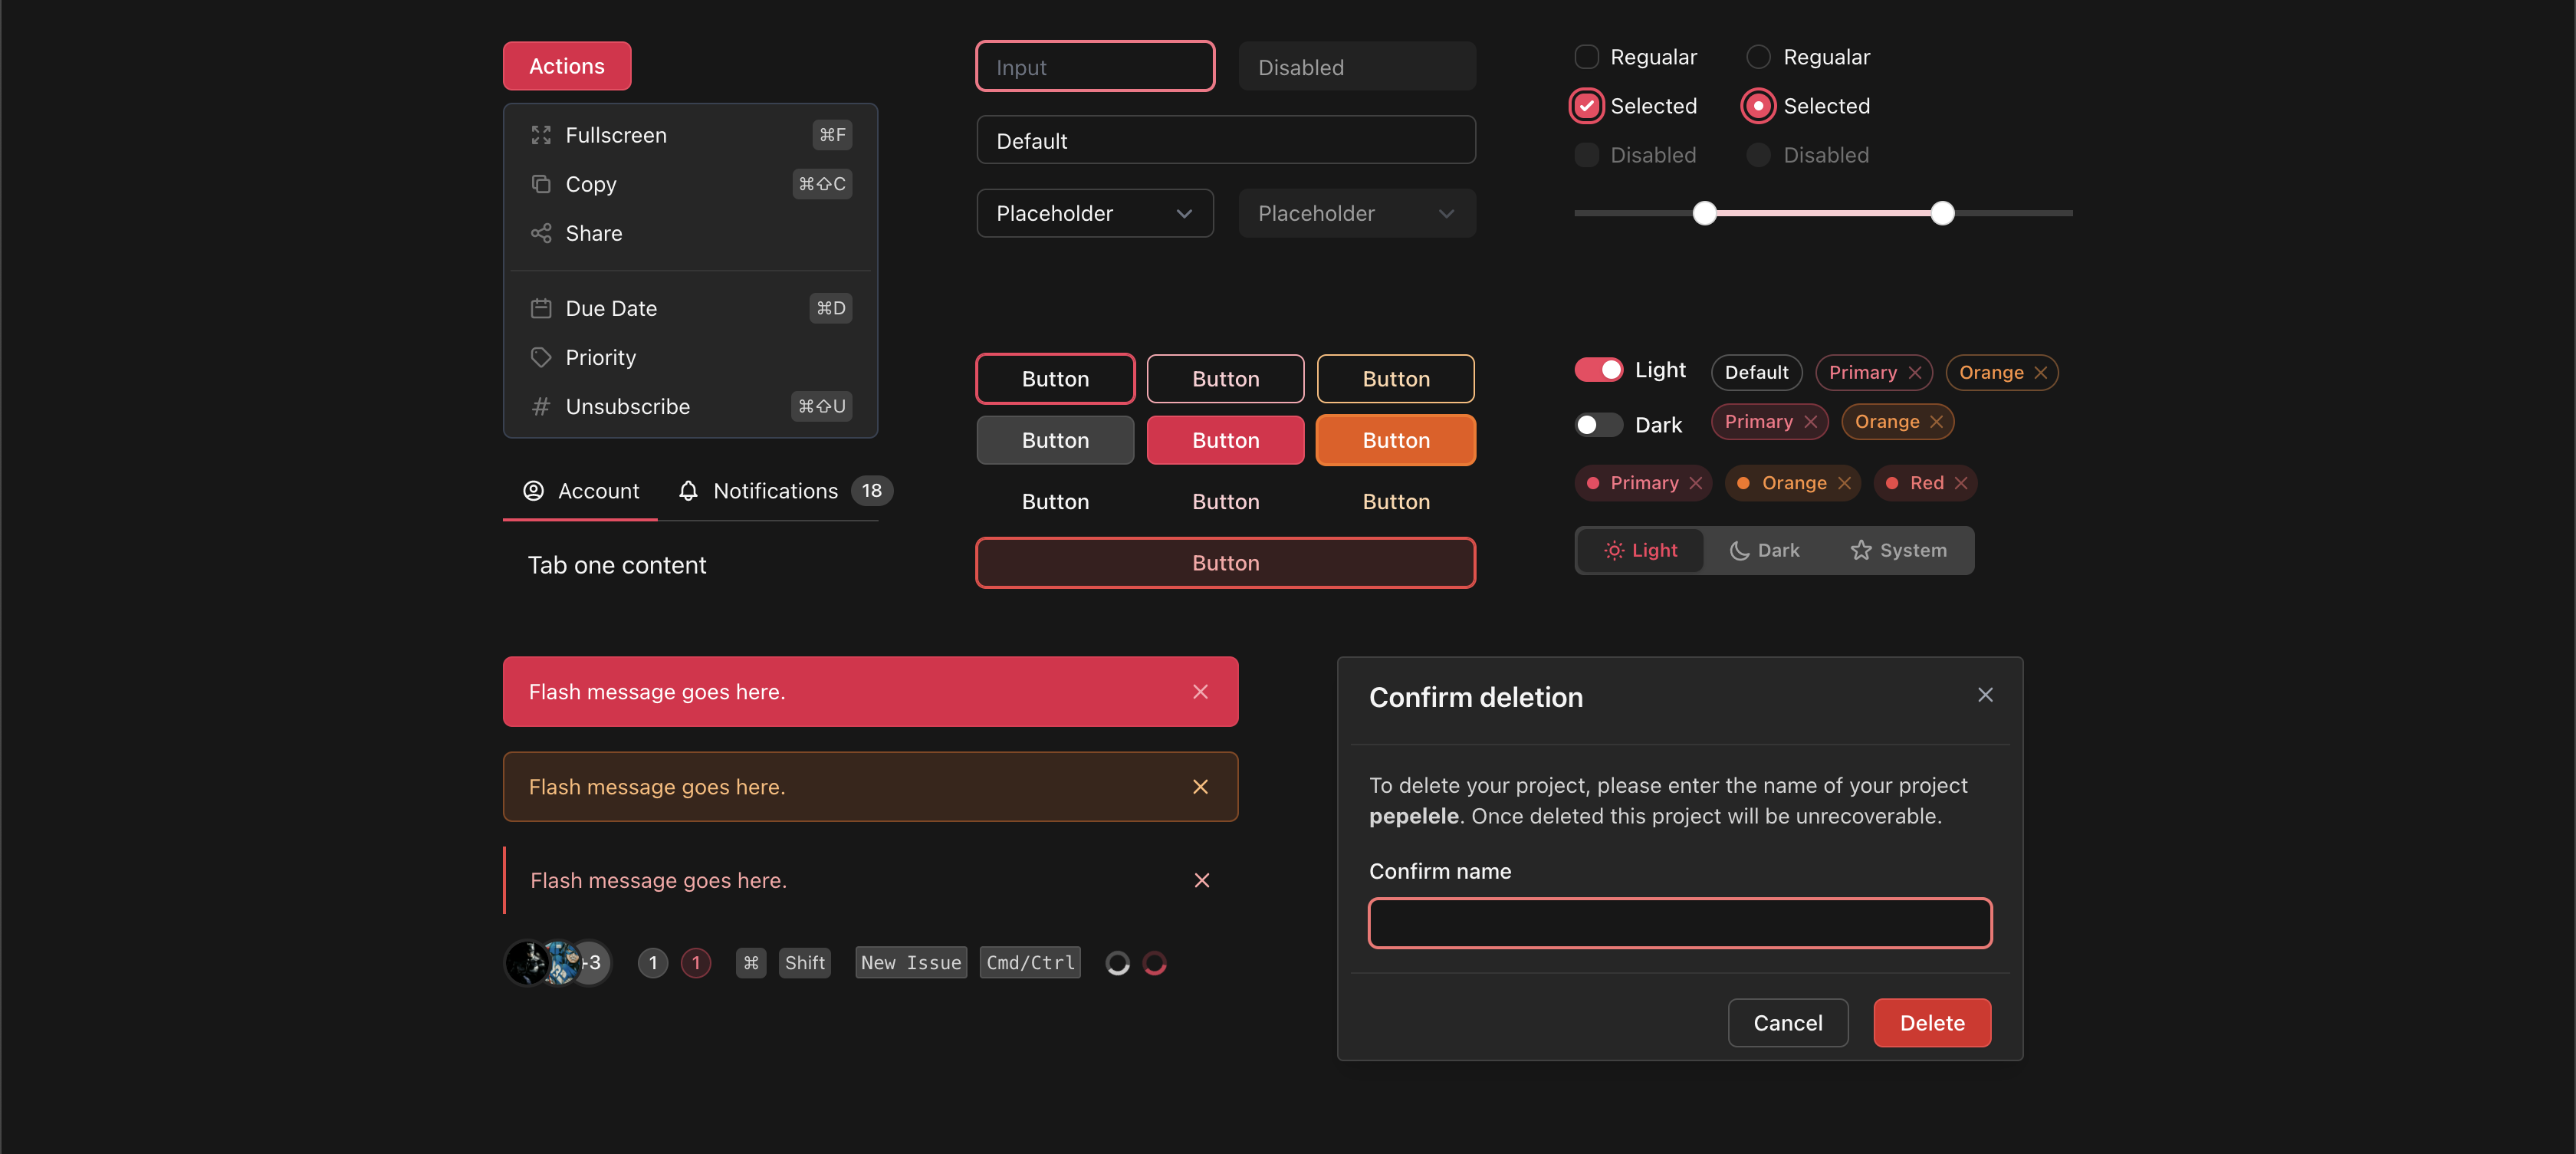 Actions
Fullscreen ⌘F
Copy ⌘⇧C
Share
Due Date ⌘D
Priority
Unsubscribe ⌘⇧U
Account Notifications 18
Tab one content
Input Disabled
Default
Placeholder Placeholder
Button Button Button
Button Button Button
Button Button Button
Button
Regualar Regualar
Selected Selected
Disabled Disabled
Light Default Primary Orange
Dark Primary Orange
Primary Orange Red
Light Dark System
Flash message goes here.
Flash message goes here.
Flash message goes here.
+3 1 1 ⌘ Shift New Issue Cmd/Ctrl
Confirm deletion
To delete your project, please enter the name of your project
pepelele. Once deleted this project will be unrecoverable.
Confirm name
Cancel Delete